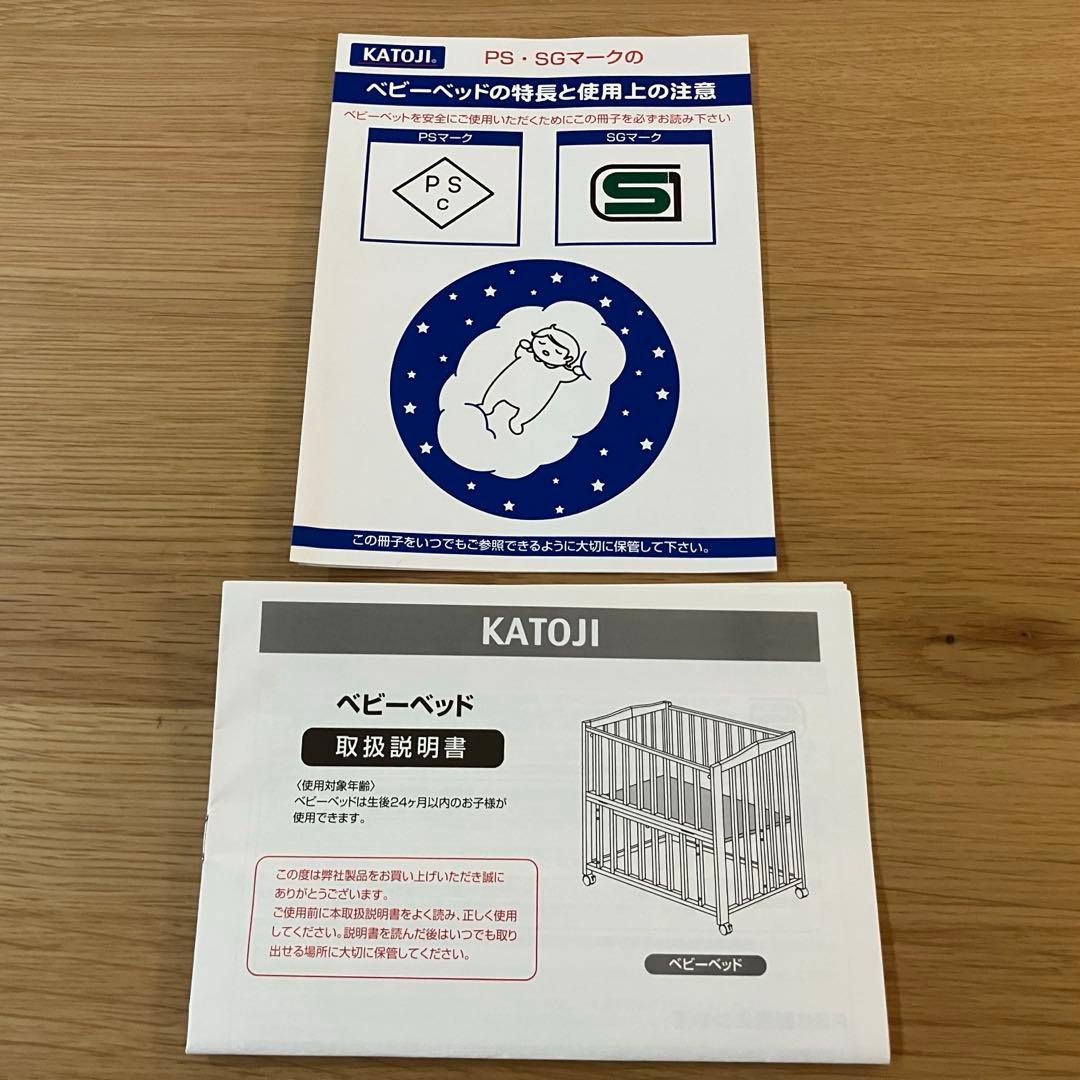 KATOJI®
PS・SGマークの
ベビーベッドの特長と使用上の注意
ベビーベットを安全にご使用いただくためにこの冊子を必ずお読み下さい
PSマーク
SGマーク
PS
C
SG
この冊子をいつでもご参照できるように大切に保管して下さい。
KATOJI
ベビーベッド
取扱説明書
〈使用対象年齢〉
ベビーベッドは生後24ヶ月以内のお子様が
使用できます。
この度は弊社製品をお買い上げいただき誠に
ありがとうございます。
ご使用前に本取扱説明書をよく読み、正しく使用
してください。説明書を読んだ後はいつでも取り
出せる場所に大切に保管してください。
ベビーベッド